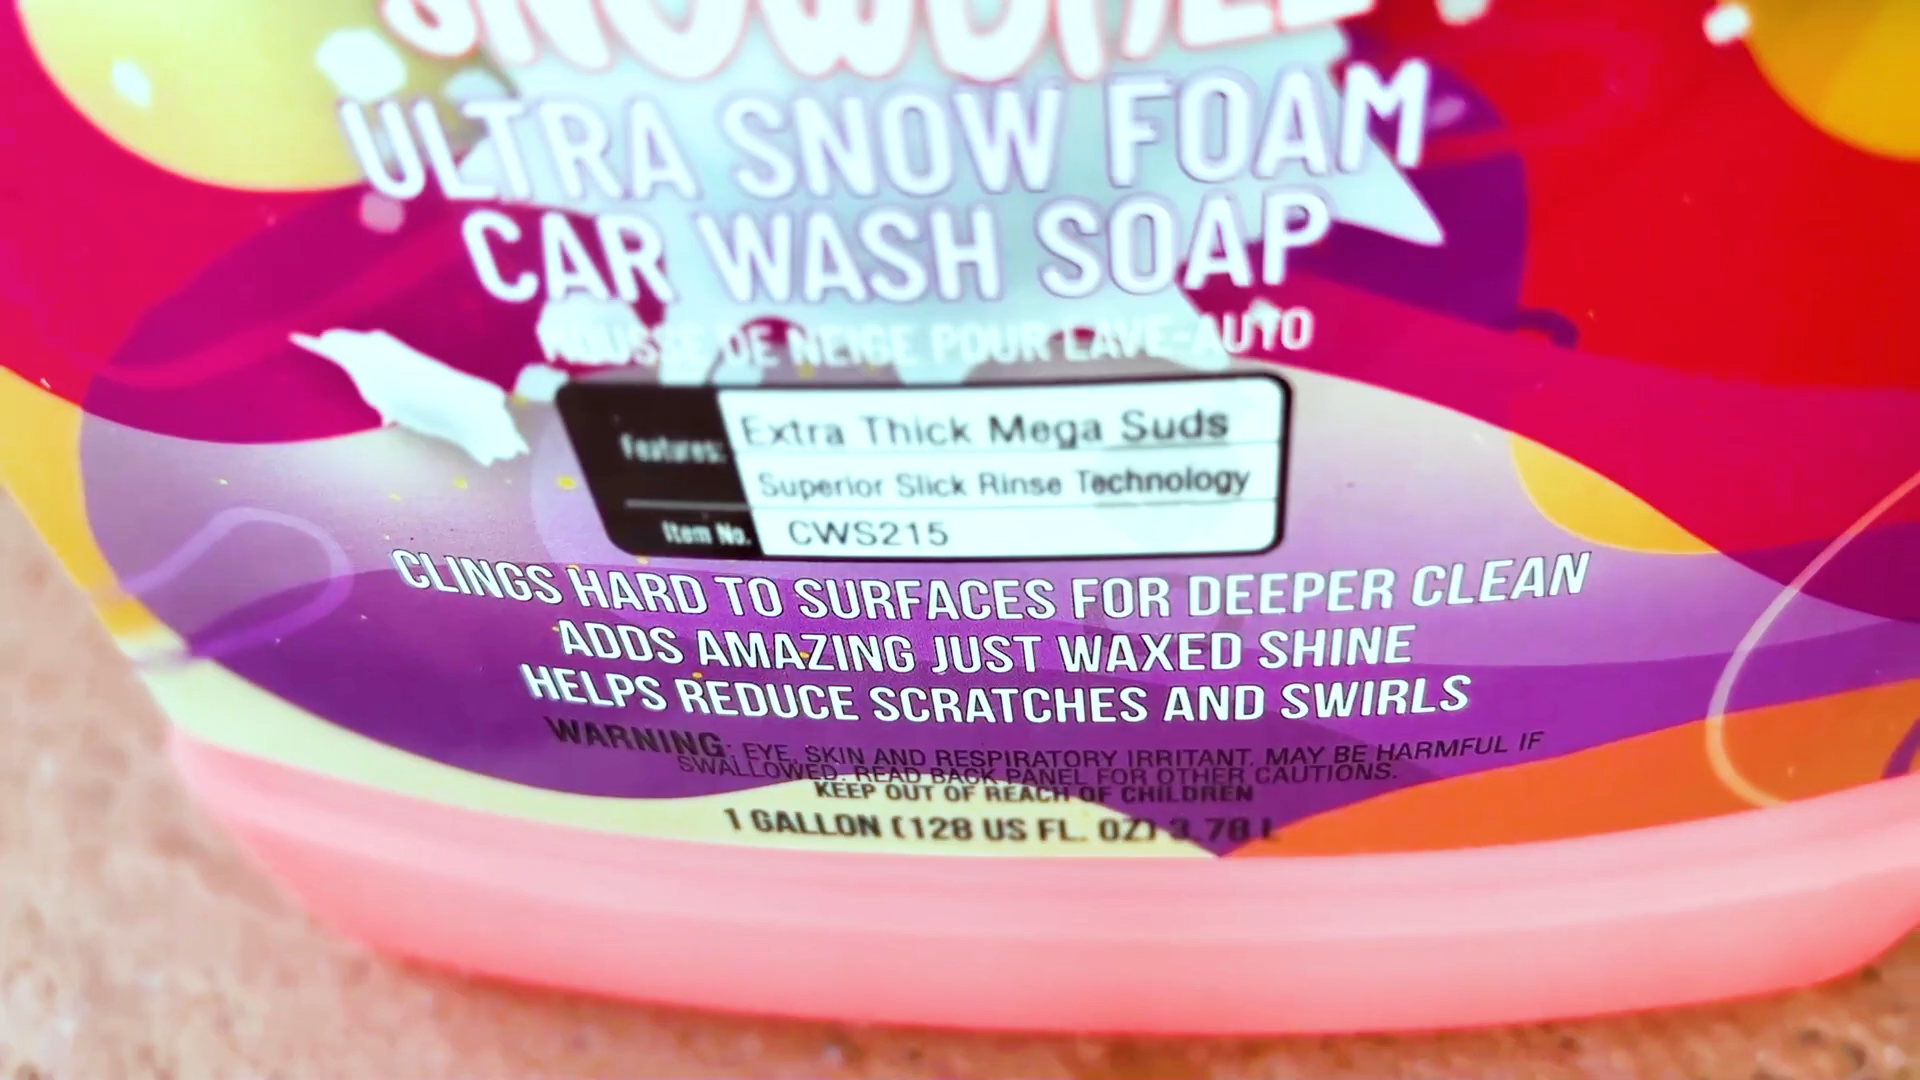 ULTRA SNOW FOAM
CAR WASH SOAP
MOUSSE DE NEIGE POUR LAVE-AUTO
Features: Extra Thick Mega Suds
Superior Slick Rinse Technology
Item No. CWS215
CLINGS HARD TO SURFACES FOR DEEPER CLEAN
ADDS AMAZING JUST WAXED SHINE
HELPS REDUCE SCRATCHES AND SWIRLS
WARNING: EYE, SKIN AND RESPIRATORY IRRITANT. MAY BE HARMFUL IF
SWALLOWED. READ BACK PANEL FOR OTHER CAUTIONS.
KEEP OUT OF REACH OF CHILDREN
1 GALLON (128 US FL. OZ) 3.78 L